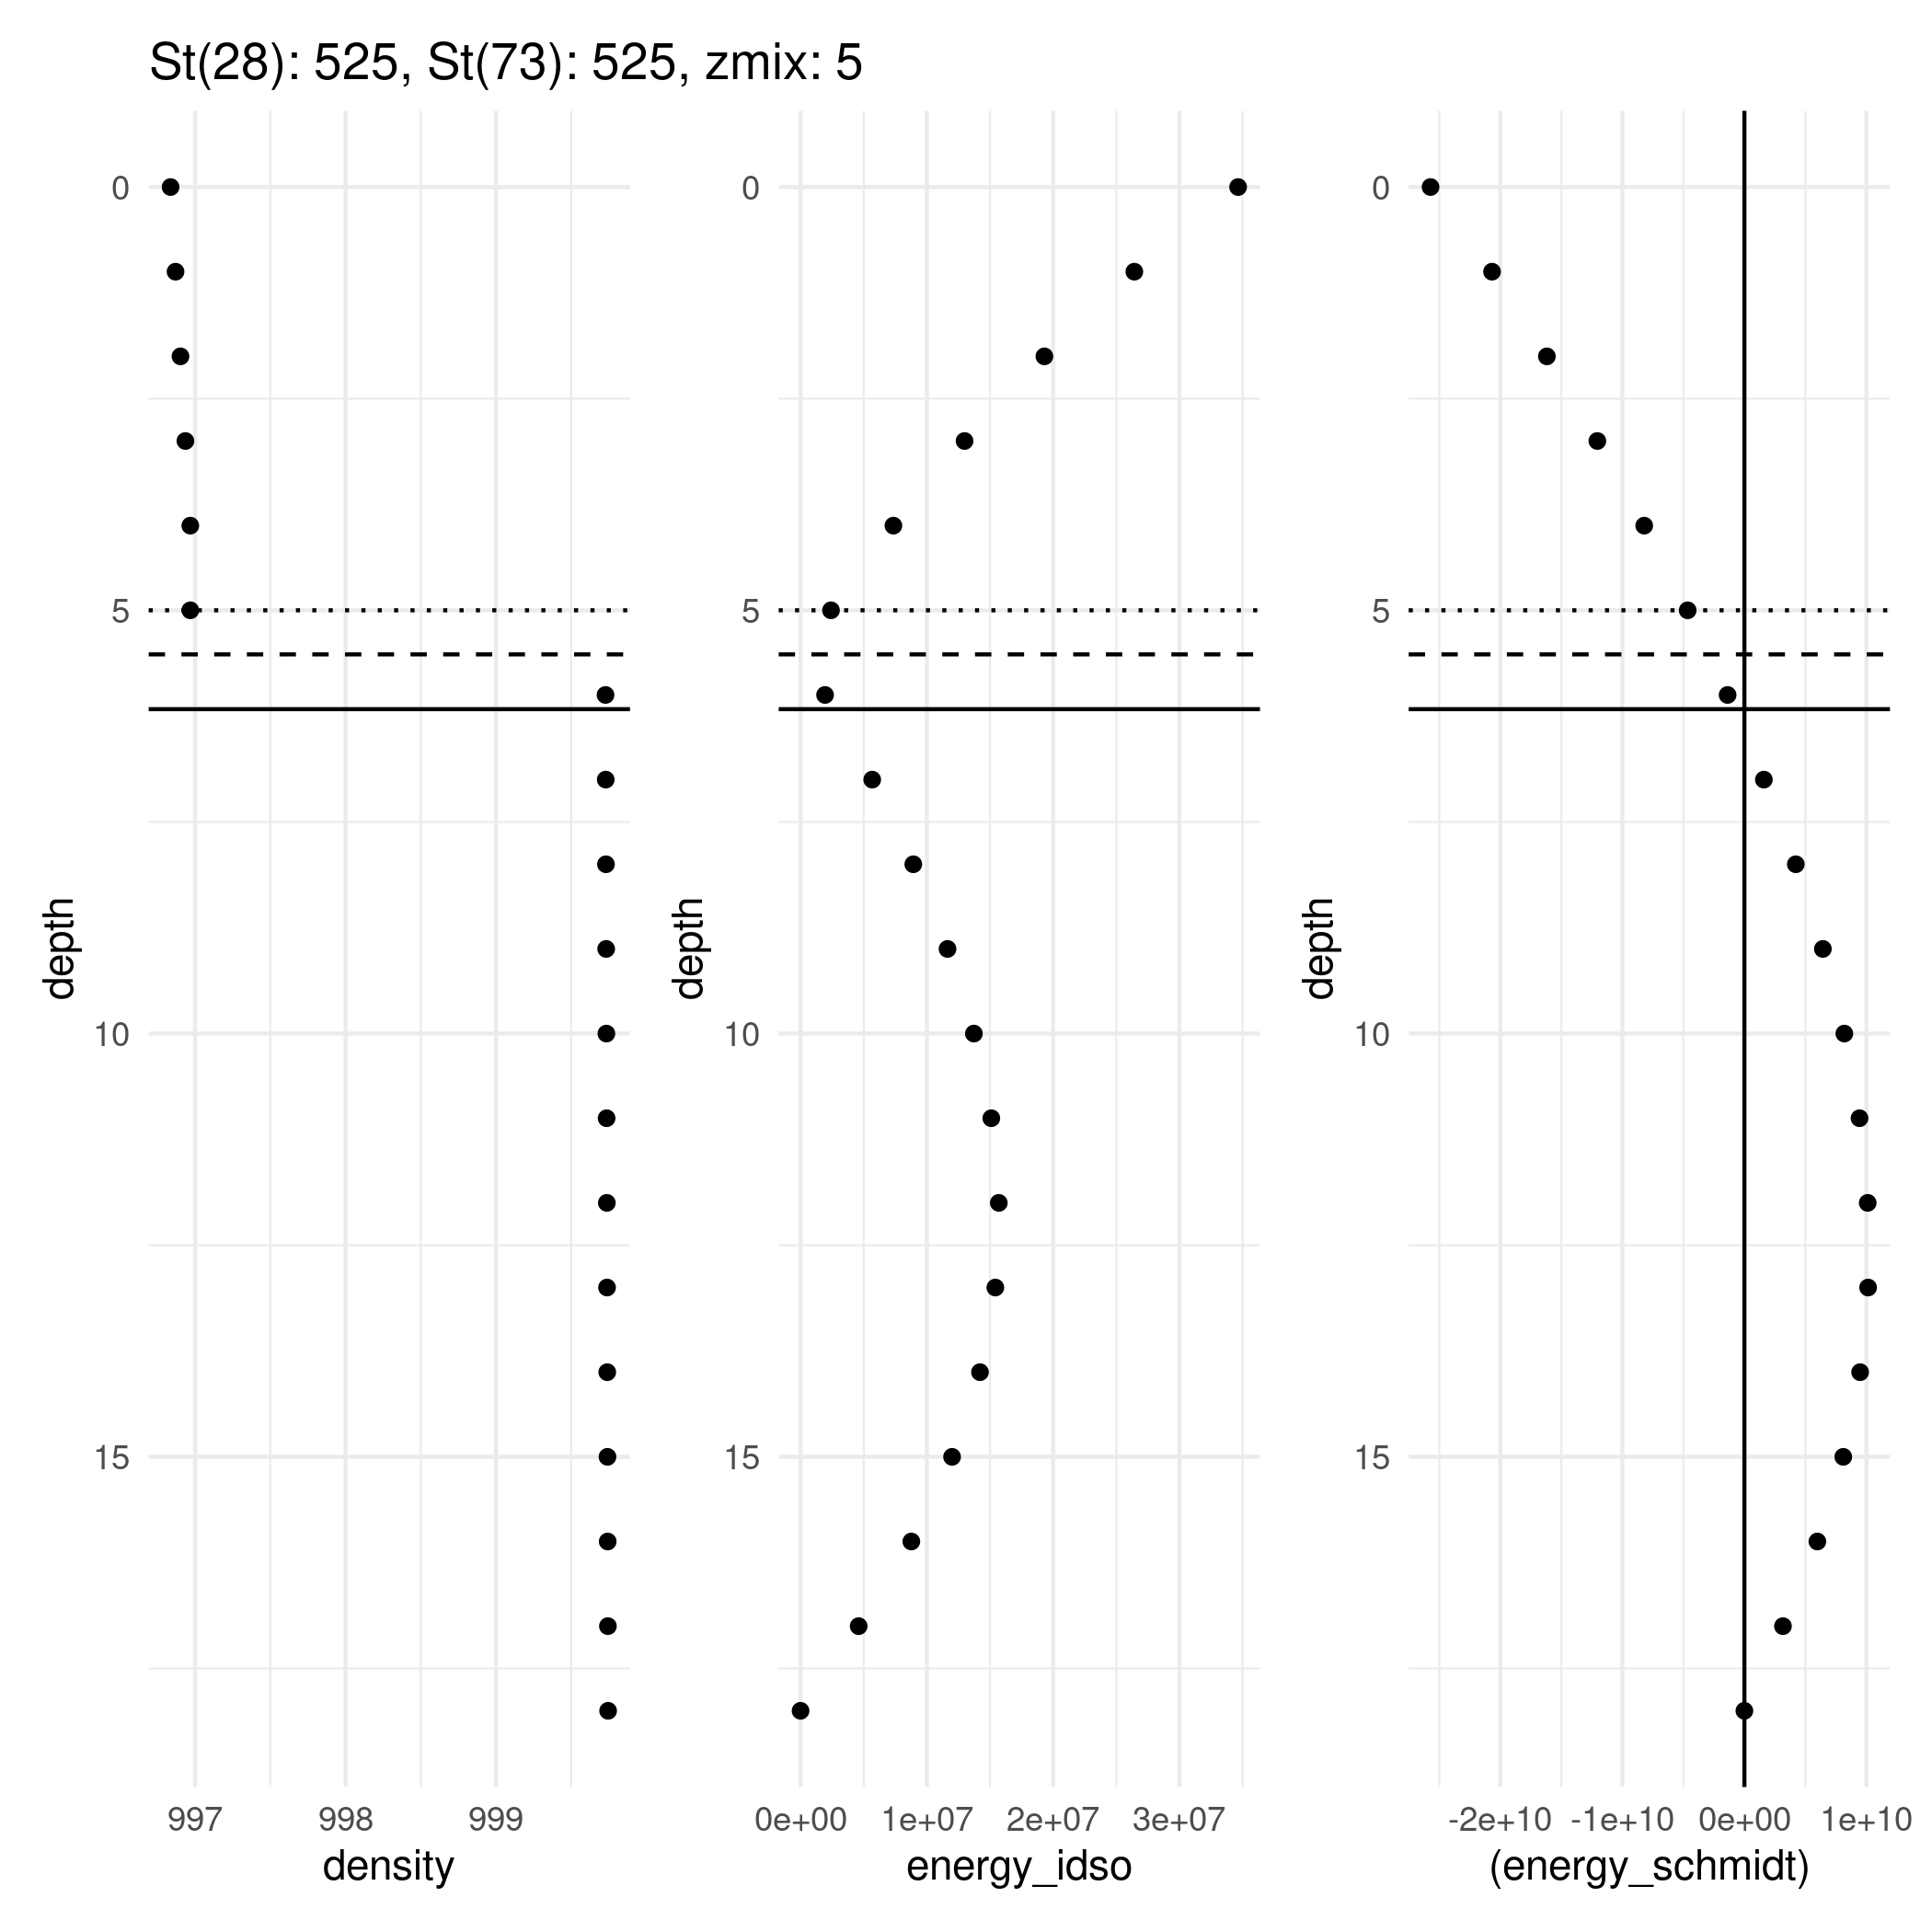 St(28): 525, St(73): 525, zmix: 5
0
5
10
15
depth
997 998 999
density
0
5
10
15
depth
0e+00 1e+07 2e+07 3e+07
energy_idso
0
5
10
15
depth
-2e+10 -1e+10 0e+00 1e+10
(energy_schmidt)